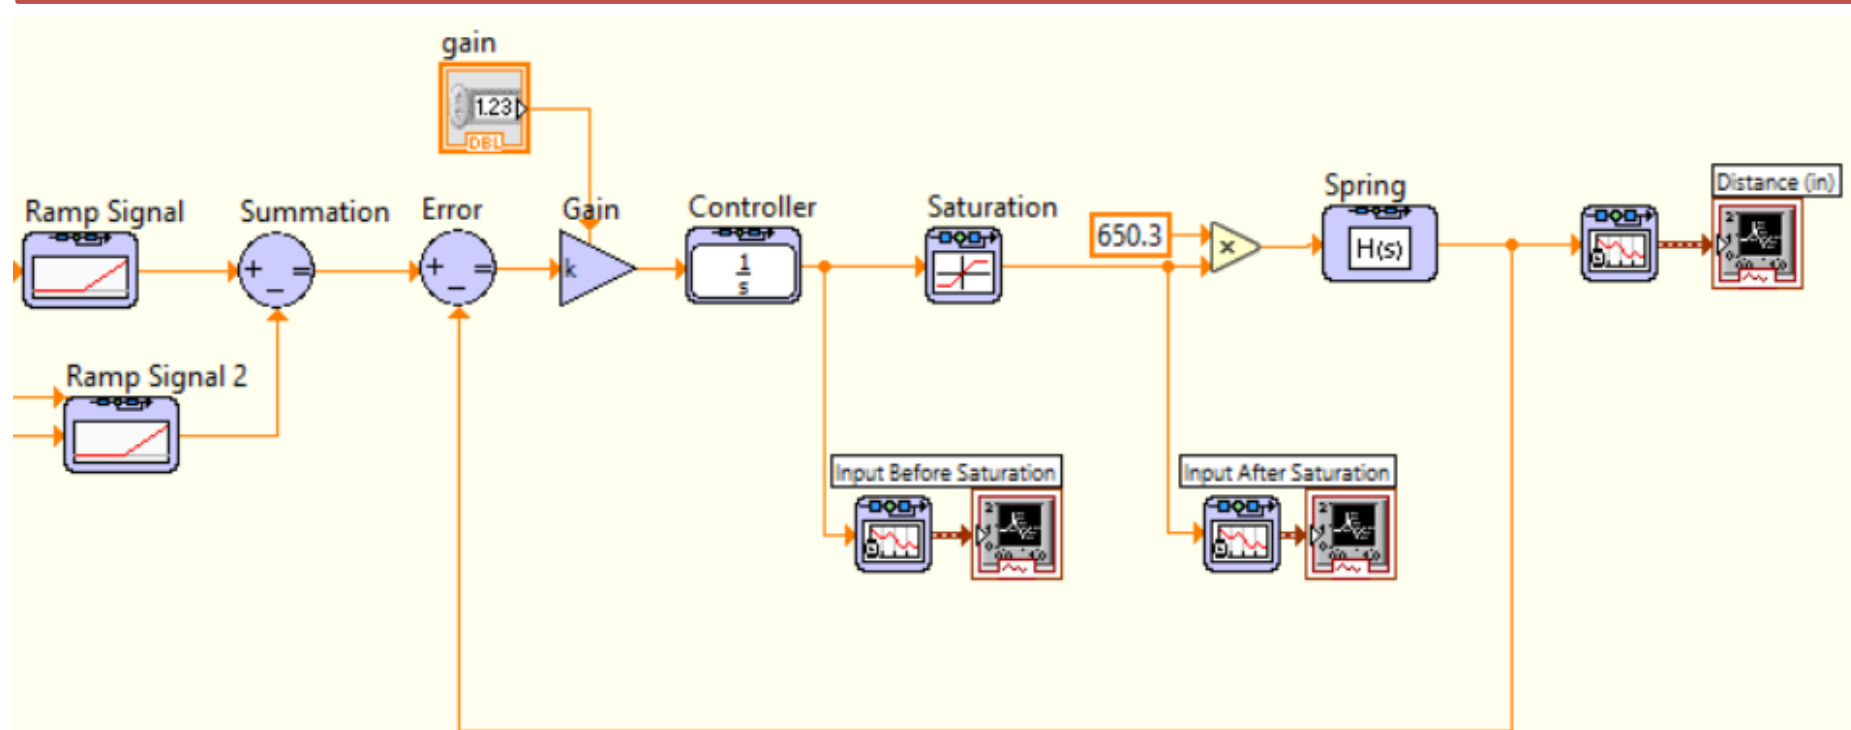 gain
1.23
DBL
Ramp Signal
Summation
Error
Gain
Controller
Saturation
650.3
Spring
Distance (in)
+ =
−
+ =
−
k
1
s
×
H(s)
Ramp Signal 2
Input Before Saturation
Input After Saturation